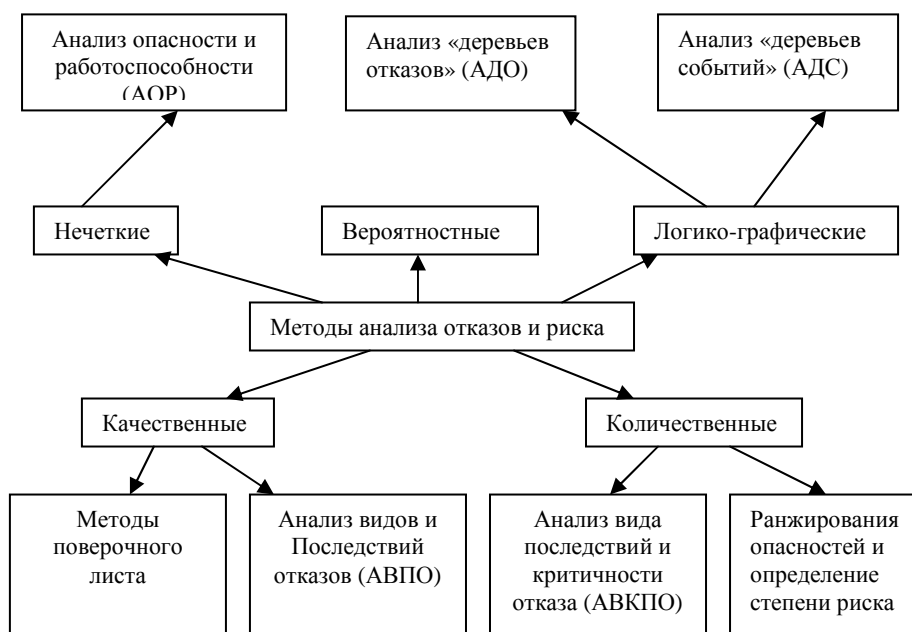 Анализ опасности и
работоспособности
(АОР)
Анализ «деревьев
отказов» (АДО)
Анализ «деревьев
событий» (АДС)
Нечеткие
Вероятностные
Логико-графические
Методы анализа отказов и риска
Качественные
Количественные
Методы
поверочного
листа
Анализ видов и
Последствий
отказов (АВПО)
Анализ вида
последствий и
критичности
отказа (АВКПО)
Ранжирования
опасностей и
определение
степени риска